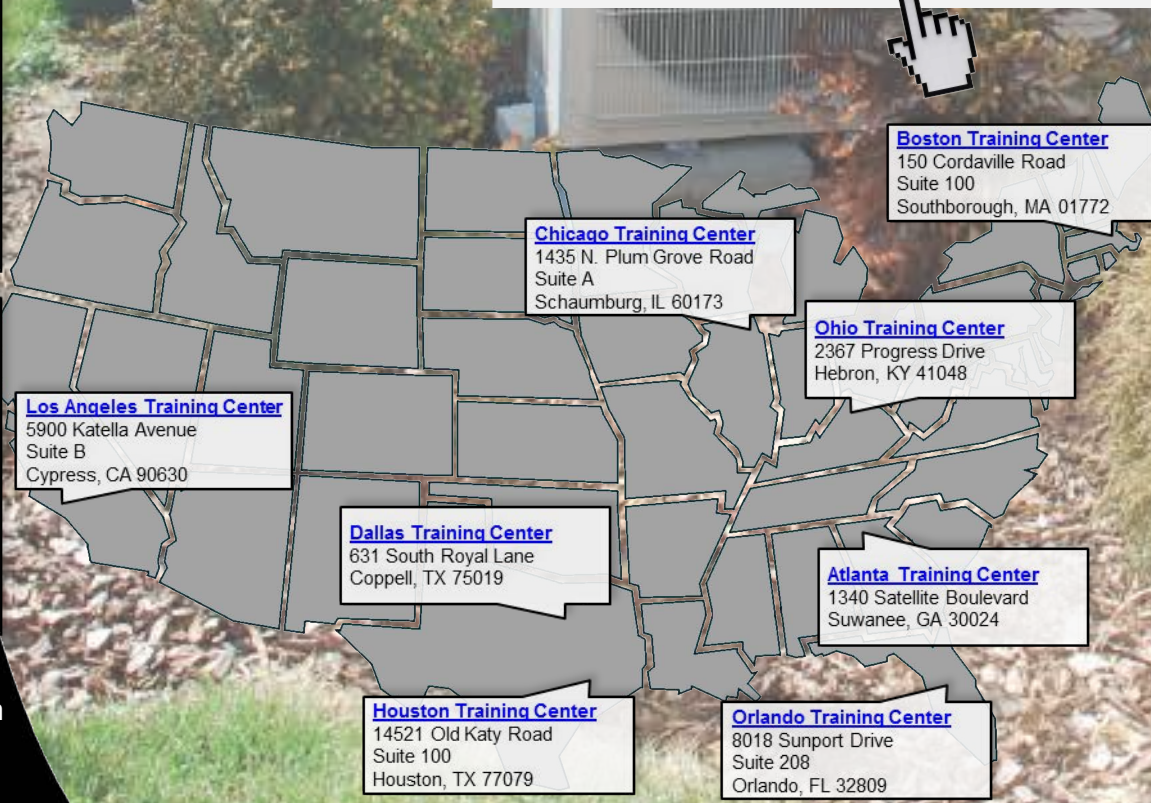 Boston Training Center
150 Cordaville Road
Suite 100
Southborough, MA 01772
Chicago Training Center
1435 N. Plum Grove Road
Suite A
Schaumburg, IL 60173
Ohio Training Center
2367 Progress Drive
Hebron, KY 41048
Los Angeles Training Center
5900 Katella Avenue
Suite B
Cypress, CA 90630
Dallas Training Center
631 South Royal Lane
Coppell, TX 75019
Atlanta Training Center
1340 Satellite Boulevard
Suwanee, GA 30024
Houston Training Center
14521 Old Katy Road
Suite 100
Houston, TX 77079
Orlando Training Center
8018 Sunport Drive
Suite 208
Orlando, FL 32809